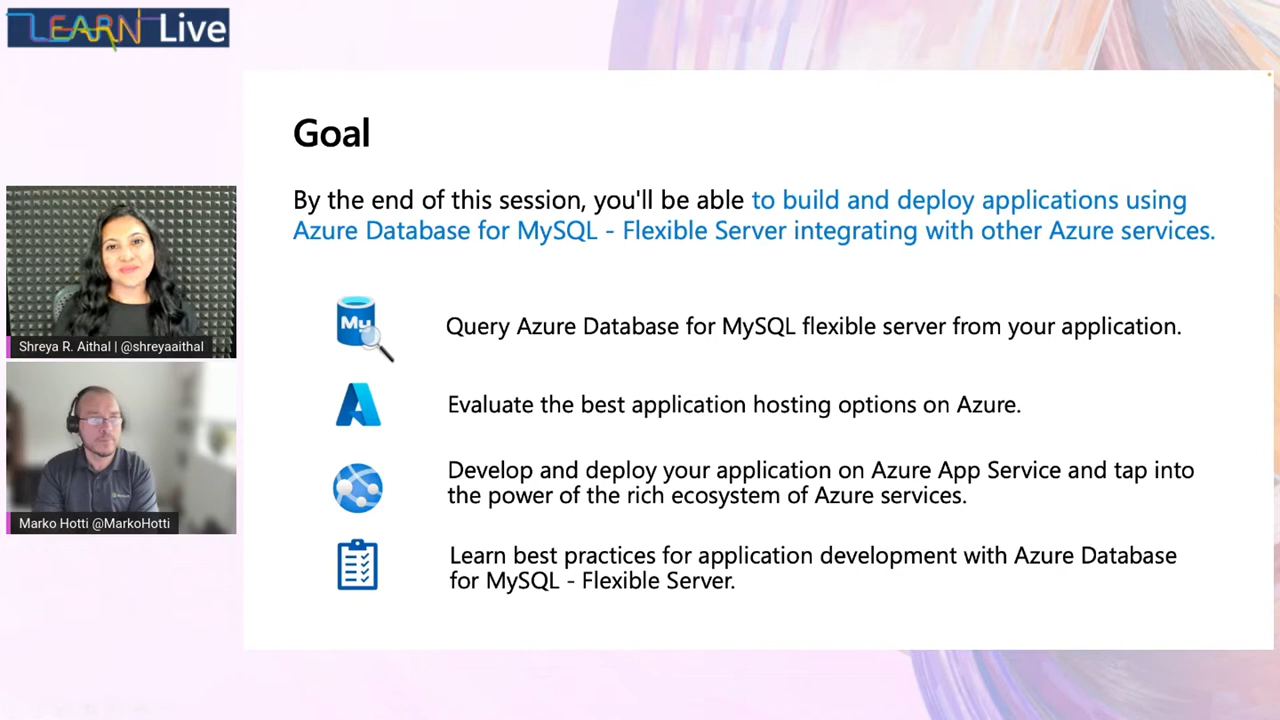 LEARN Live
Goal
By the end of this session, you'll be able to build and deploy applications using
Azure Database for MySQL - Flexible Server integrating with other Azure services.
My
Query Azure Database for MySQL flexible server from your application.
Evaluate the best application hosting options on Azure.
Develop and deploy your application on Azure App Service and tap into
the power of the rich ecosystem of Azure services.
Learn best practices for application development with Azure Database
for MySQL - Flexible Server.
Shreya R. Aithal | @shreyaaithal
Marko Hotti @MarkoHotti